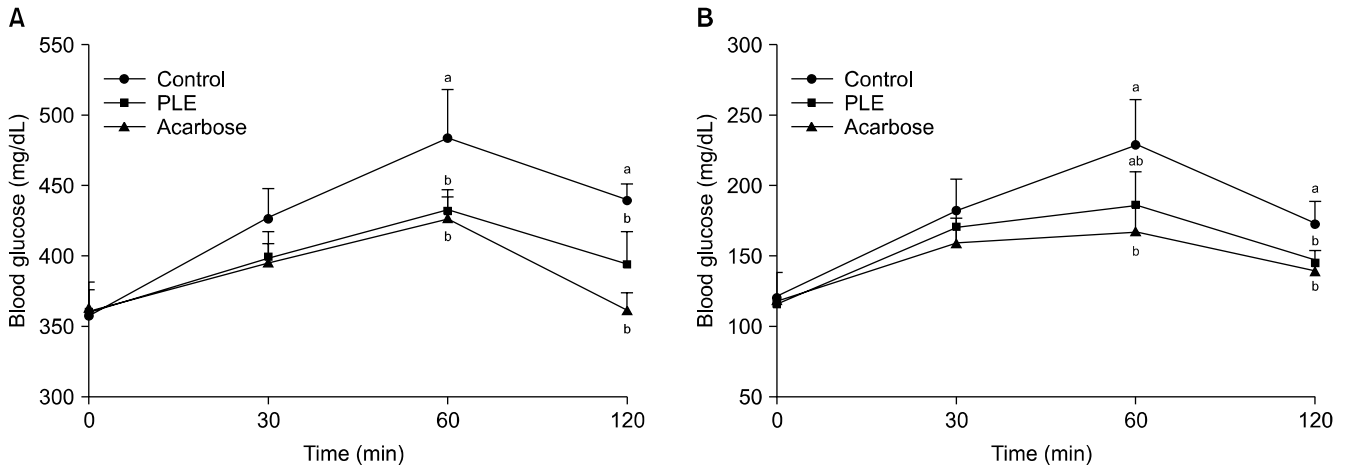 A
Blood glucose (mg/dL)
550
500
450
400
350
300
Control
PLE
Acarbose
a
b
b
a
b
b
0
30
60
120
Time (min)
B
Blood glucose (mg/dL)
300
250
200
150
100
50
Control
PLE
Acarbose
a
ab
b
a
b
b
0
30
60
120
Time (min)